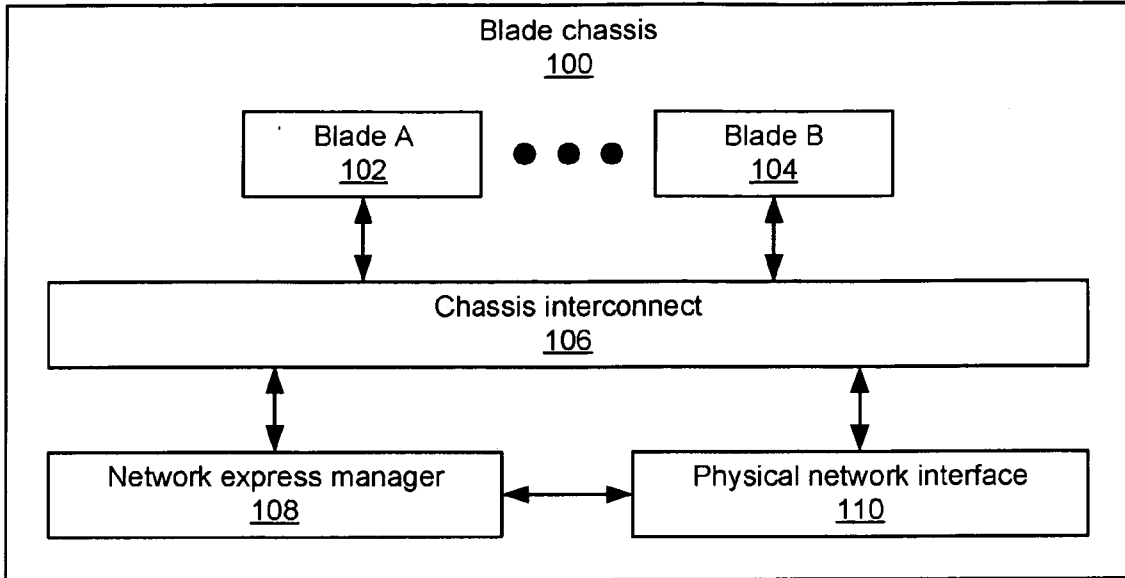 Blade chassis
100
Blade A
102
Blade B
104
Chassis interconnect
106
Network express manager
108
Physical network interface
110